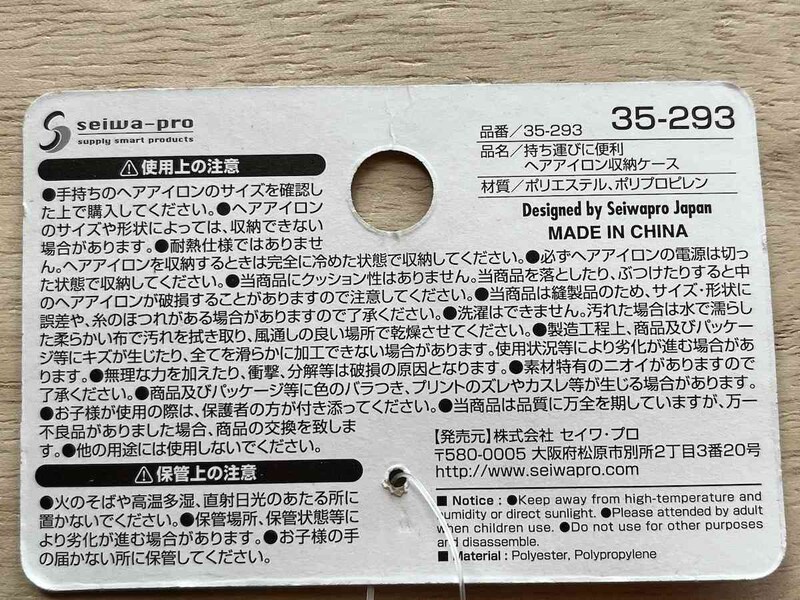 seiwa-pro
supply smart products
品番/35-293 35-293
品名/持ち運びに便利
ヘアアイロン収納ケース
材質/ポリエステル、ポリプロピレン
Designed by Seiwapro Japan
MADE IN CHINA
⚠使用上の注意
●手持ちのヘアアイロンのサイズを確認し
た上で購入してください。●ヘアアイロン
のサイズや形状によっては、収納できない
場合があります。●耐熱仕様ではありませ
ん。ヘアアイロンを収納するときは完全に冷めた状態で収納してください。●必ずヘアアイロンの電源は切っ
た状態で収納してください。●当商品にクッション性はありません。当商品を落としたり、ぶつけたりすると中
のヘアアイロンが破損することがありますので注意してください。●当商品は縫製品のため、サイズ・形状に
誤差や、糸のほつれがある場合がありますので了承ください。●洗濯はできません。汚れた場合は水で濡らし
た柔らかい布で汚れを拭き取り、風通しの良い場所で乾燥させてください。●製造工程上、商品及びパッケー
ジ等にキズが生じたり、全てを滑らかに加工できない場合があります。使用状況等により劣化が進む場合があり
ます。●無理な力を加えたり、衝撃、分解等は破損の原因となります。●素材特有のニオイがありますので
了承ください。●商品及びパッケージ等に色のバラつき、プリントのズレやカスレ等が生じる場合があります。
●お子様が使用の際は、保護者の方が付き添ってください。●当商品は品質に万全を期していますが、万一
不良品がありました場合、商品の交換を致しま
す。●他の用途には使用しないでください。
【発売元】株式会社 セイワ・プロ
〒580-0005 大阪府松原市別所2丁目3番20号
http://www.seiwapro.com
⚠保管上の注意
●火のそばや高温多湿、直射日光のあたる所に
置かないでください。●保管場所、保管状態等に
より劣化が進む場合があります。●お子様の手
の届かない所に保管してください。
■Notice : ●Keep away from high-temperature and
humidity or direct sunlight. ●Please attended by adult
when children use. ●Do not use for other purposes
and disassemble.
■Material : Polyester, Polypropylene